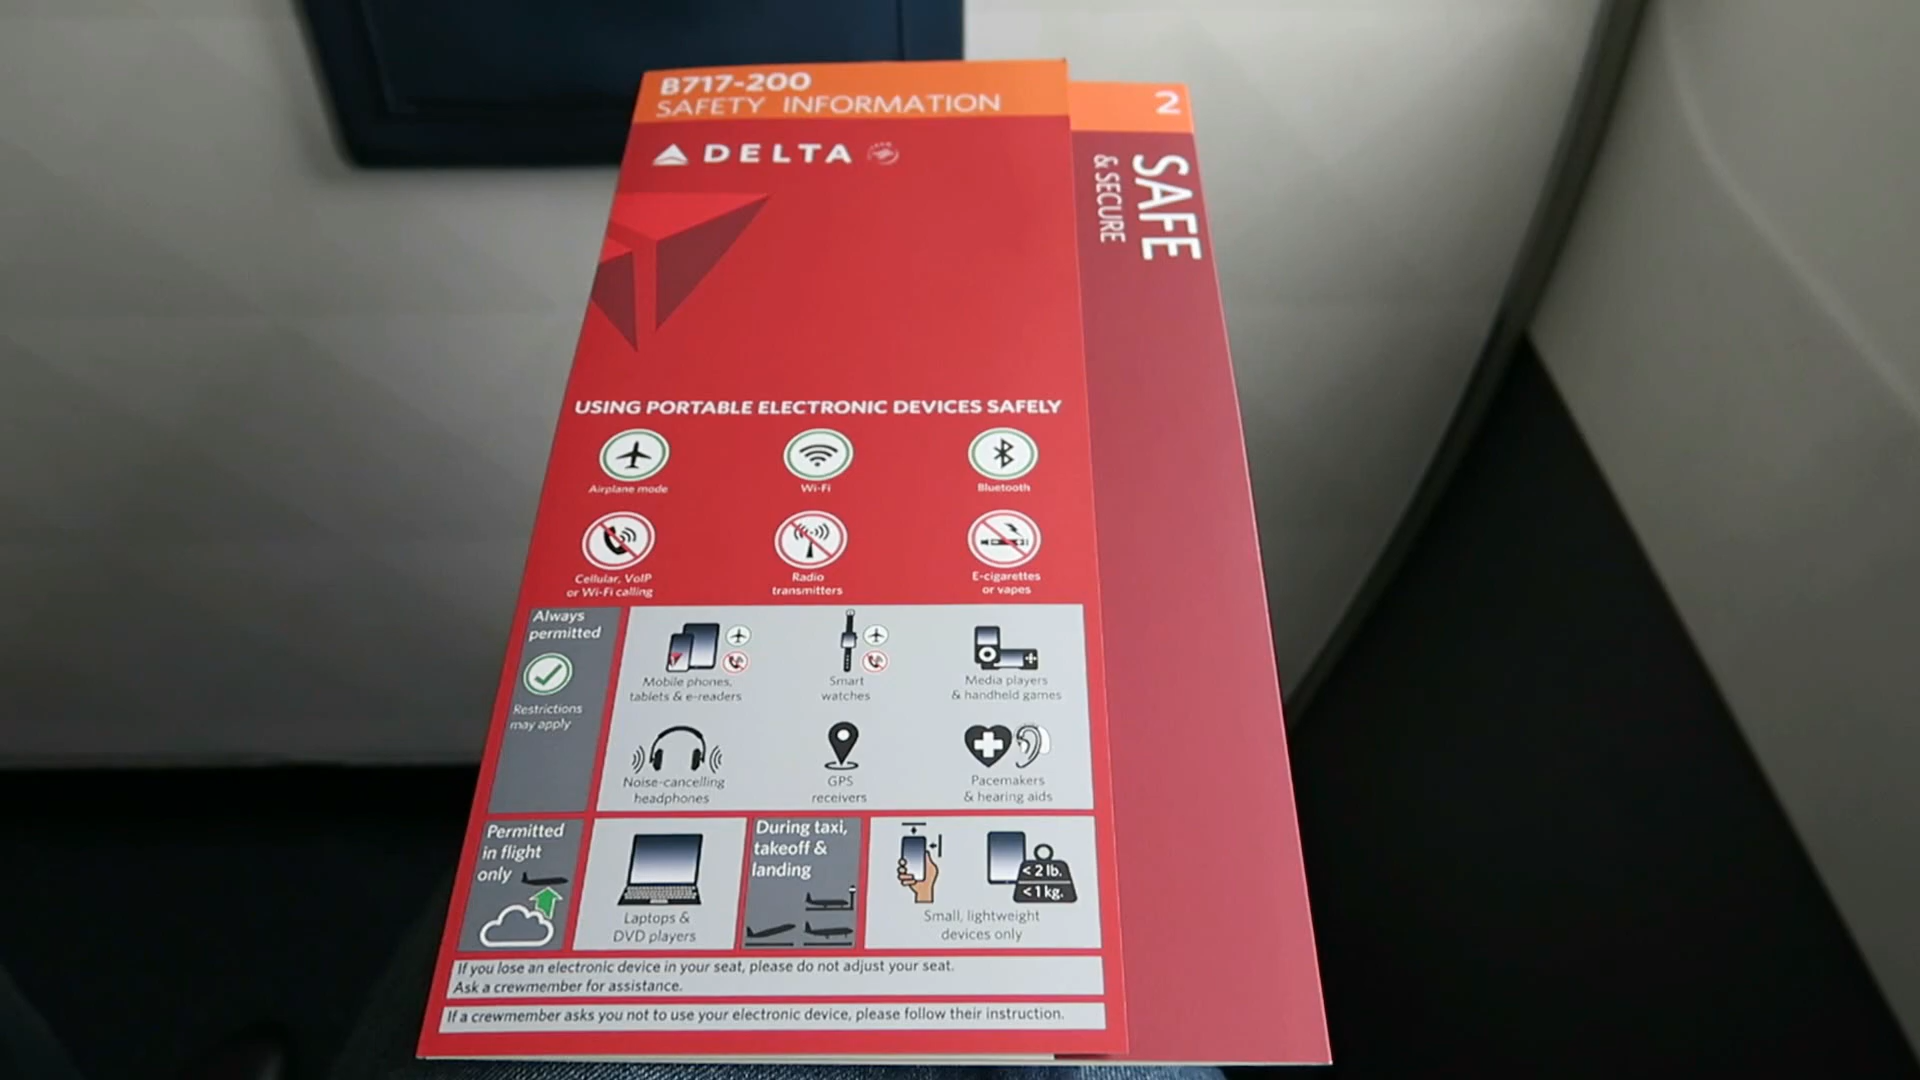 B717-200
SAFETY INFORMATION
DELTA
2
SAFE
& SECURE
USING PORTABLE ELECTRONIC DEVICES SAFELY
Airplane mode
Wi-Fi
Bluetooth
Cellular, VoIP
or Wi-Fi calling
Radio
transmitters
E-cigarettes
or vapes
Always
permitted
Restrictions
may apply
Mobile phones,
tablets & e-readers
Smart
watches
Media players
& handheld games
Noise-cancelling
headphones
GPS
receivers
Pacemakers
& hearing aids
Permitted
in flight
only
Laptops &
DVD players
During taxi,
takeoff &
landing
< 2 lb.
< 1 kg.
Small, lightweight
devices only
If you lose an electronic device in your seat, please do not adjust your seat.
Ask a crewmember for assistance.
If a crewmember asks you not to use your electronic device, please follow their instruction.